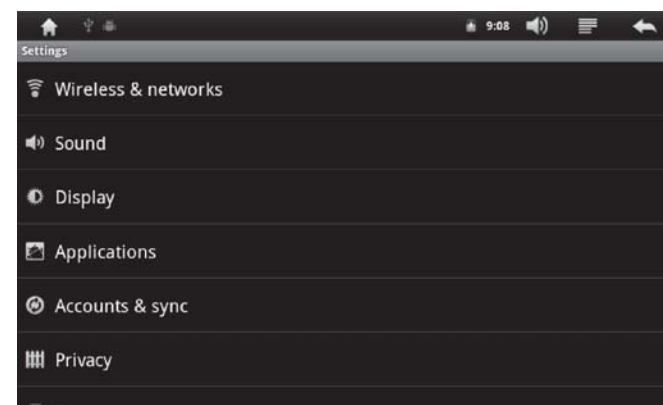 9:08
Settings
Wireless & networks
Sound
Display
Applications
Accounts & sync
Privacy